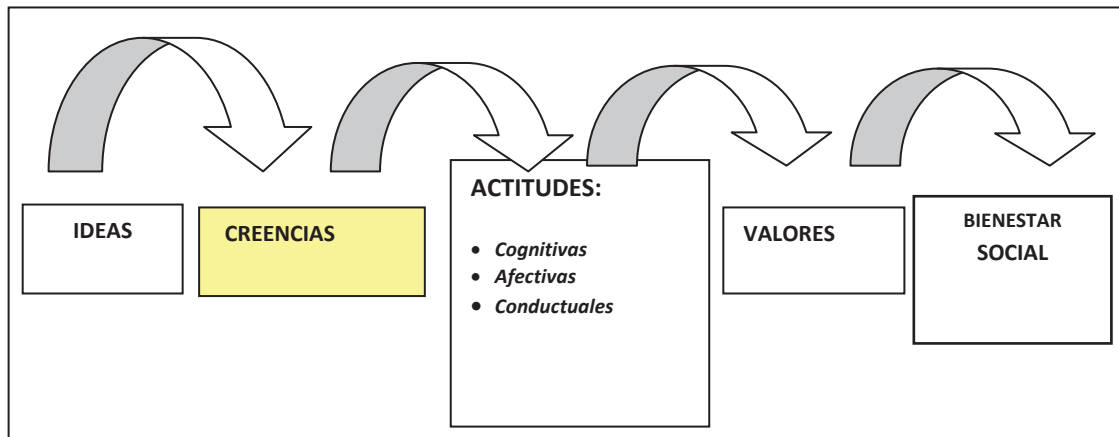 IDEAS
CREENCIAS
ACTITUDES:
• Cognitivas
• Afectivas
• Conductuales
VALORES
BIENESTAR
SOCIAL